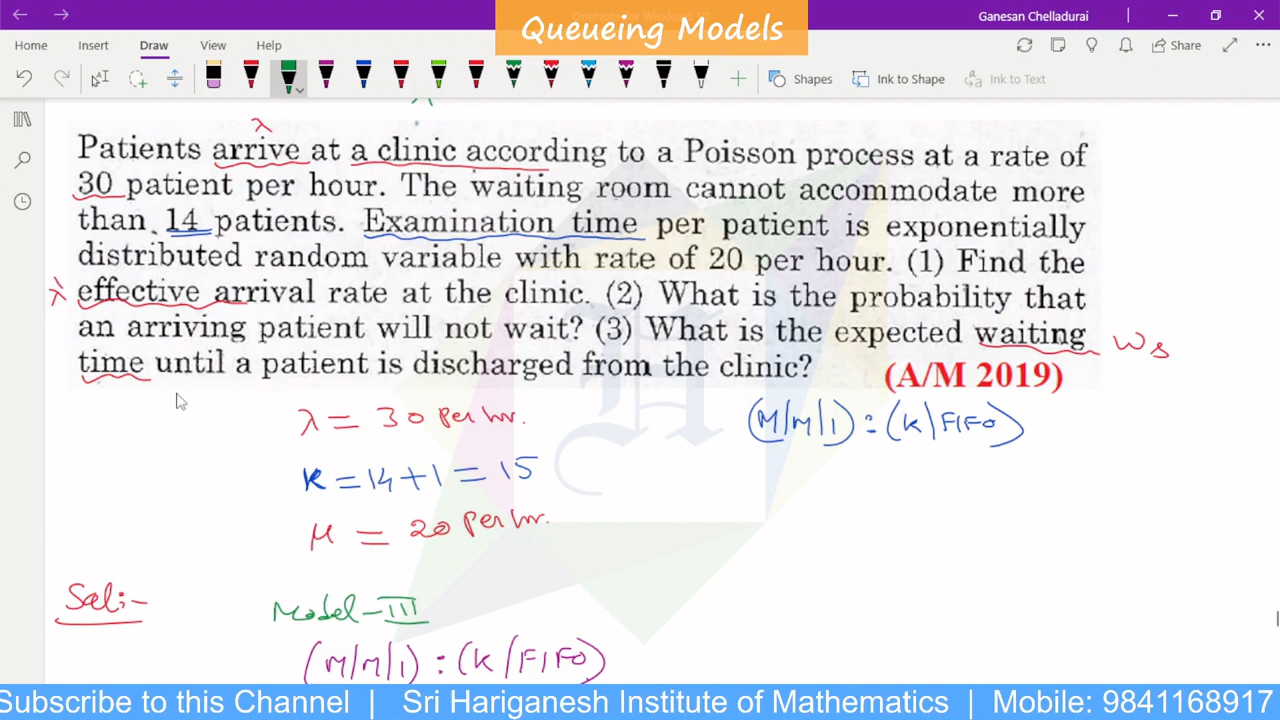 Queueing Models
Ganesan Chelladurai
Home Insert Draw View Help
Share
Shapes Ink to Shape Ink to Text
λ
Patients arrive at a clinic according to a Poisson process at a rate of
30 patient per hour. The waiting room cannot accommodate more
than 14 patients. Examination time per patient is exponentially
distributed random variable with rate of 20 per hour. (1) Find the
λ' effective arrival rate at the clinic. (2) What is the probability that
an arriving patient will not wait? (3) What is the expected waiting Ws
time until a patient is discharged from the clinic? (A/M 2019)
λ = 30 per hr. (M/M/1) : (K/FIFO)
K = 14+1 = 15
μ = 20 per hr.
Sol:-
Model-III
(M/M/1) : (K/FIFO)
Subscribe to this Channel | Sri Hariganesh Institute of Mathematics | Mobile: 9841168917